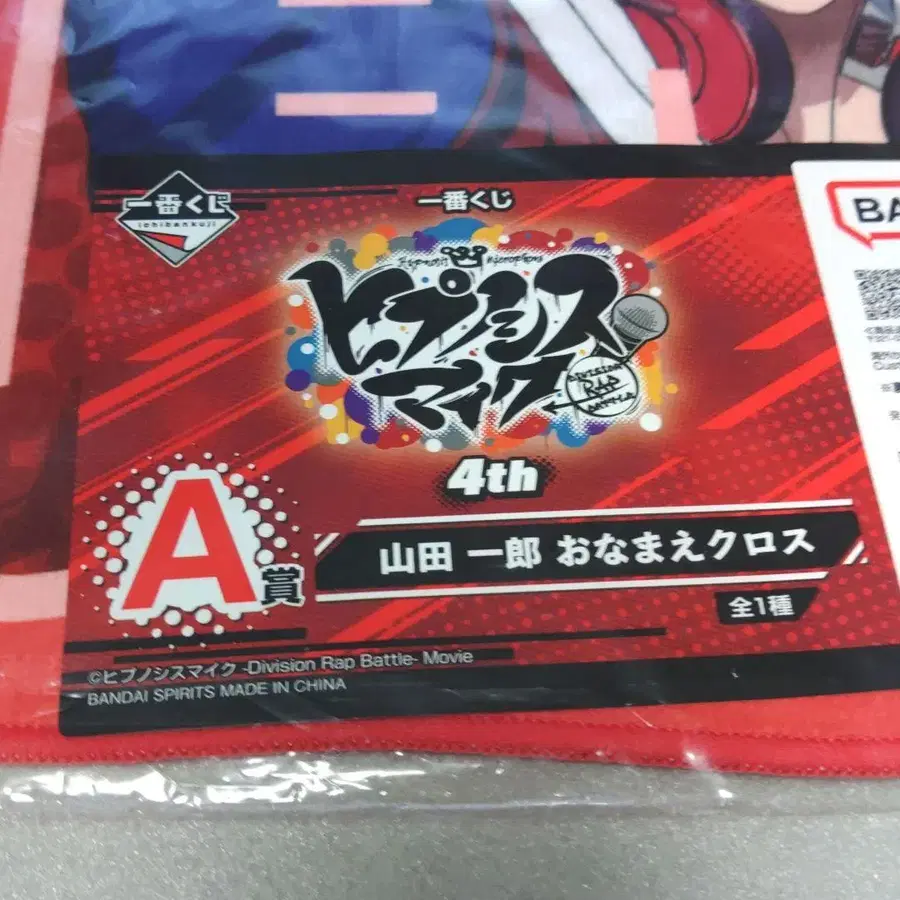 一番くじ
ichibankuji
一番くじ
Hypnosis Microphone
ヒプノシス
マイク
DIVISION
RAP
BATTLE
4th
A賞
山田 一郎 おなまえクロス
全1種
©ヒプノシスマイク -Division Rap Battle- Movie
BANDAI SPIRITS MADE IN CHINA
BA